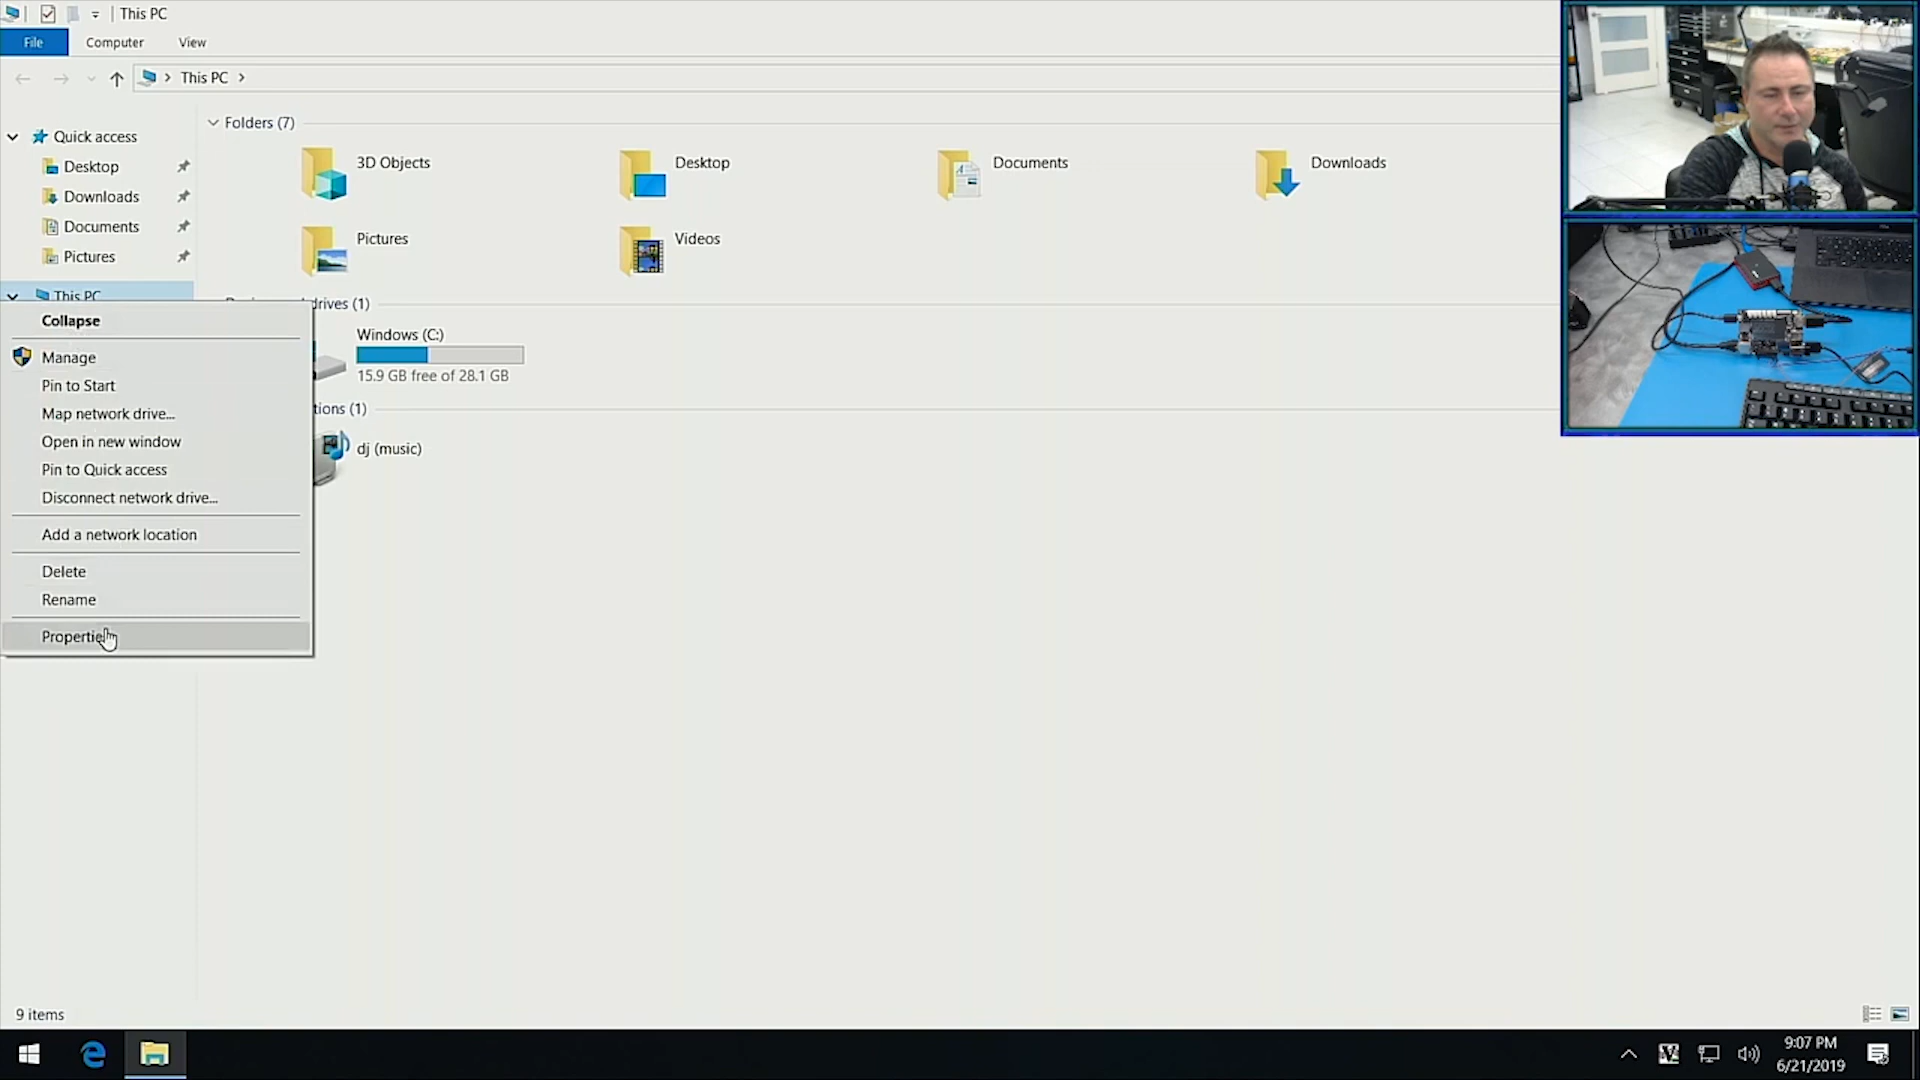 This PC
File
Computer
View
This PC
Folders (7)
Quick access
Desktop
Downloads
Documents
Pictures
This PC
3D Objects
Desktop
Documents
Downloads
Pictures
Videos
drives (1)
Windows (C:)
15.9 GB free of 28.1 GB
tions (1)
dj (music)
Collapse
Manage
Pin to Start
Map network drive...
Open in new window
Pin to Quick access
Disconnect network drive...
Add a network location
Delete
Rename
Properties
9 items
9:07 PM
6/21/2019